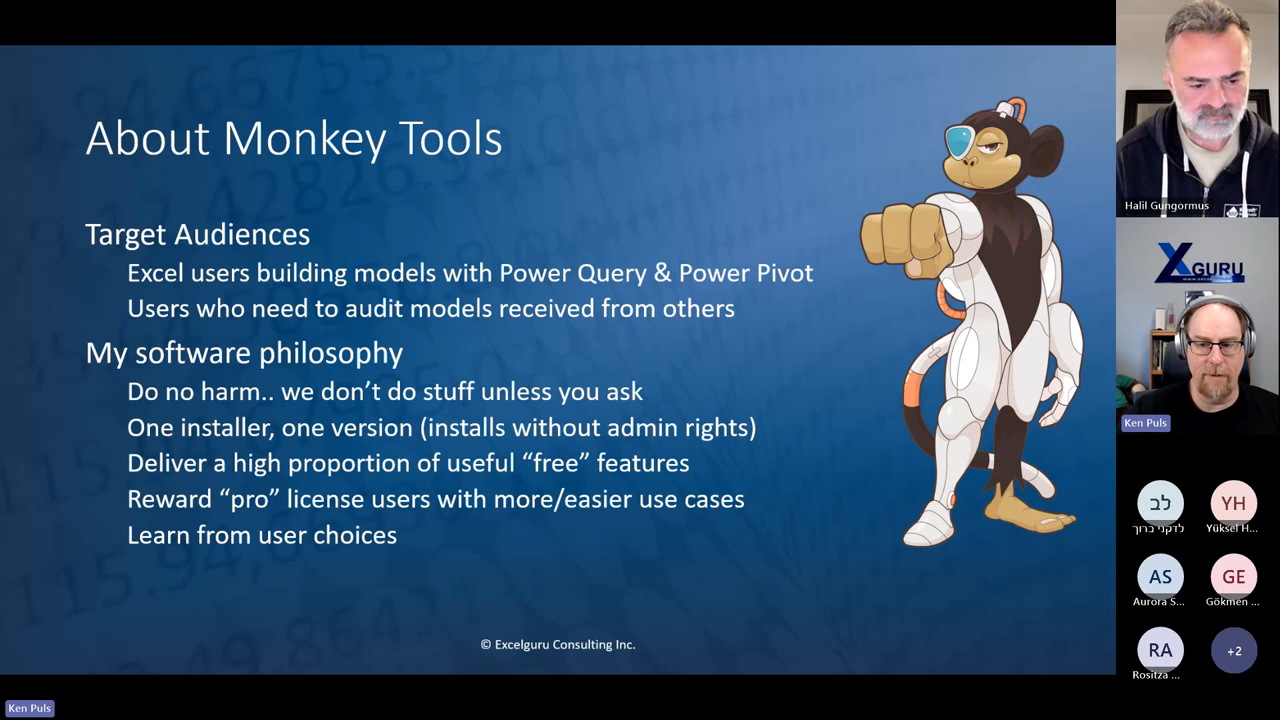 About Monkey Tools
Target Audiences
Excel users building models with Power Query & Power Pivot
Users who need to audit models received from others
My software philosophy
Do no harm.. we don’t do stuff unless you ask
One installer, one version (installs without admin rights)
Deliver a high proportion of useful “free” features
Reward “pro” license users with more/easier use cases
Learn from user choices
© Excelguru Consulting Inc.
Ken Puls
Halil Gungormus
XL GURU
Ken Puls
לב
YH
לדקני ברוך
Yüksel H...
AS
GE
Aurora S...
Gökmen ...
RA
+2
Rositza ...